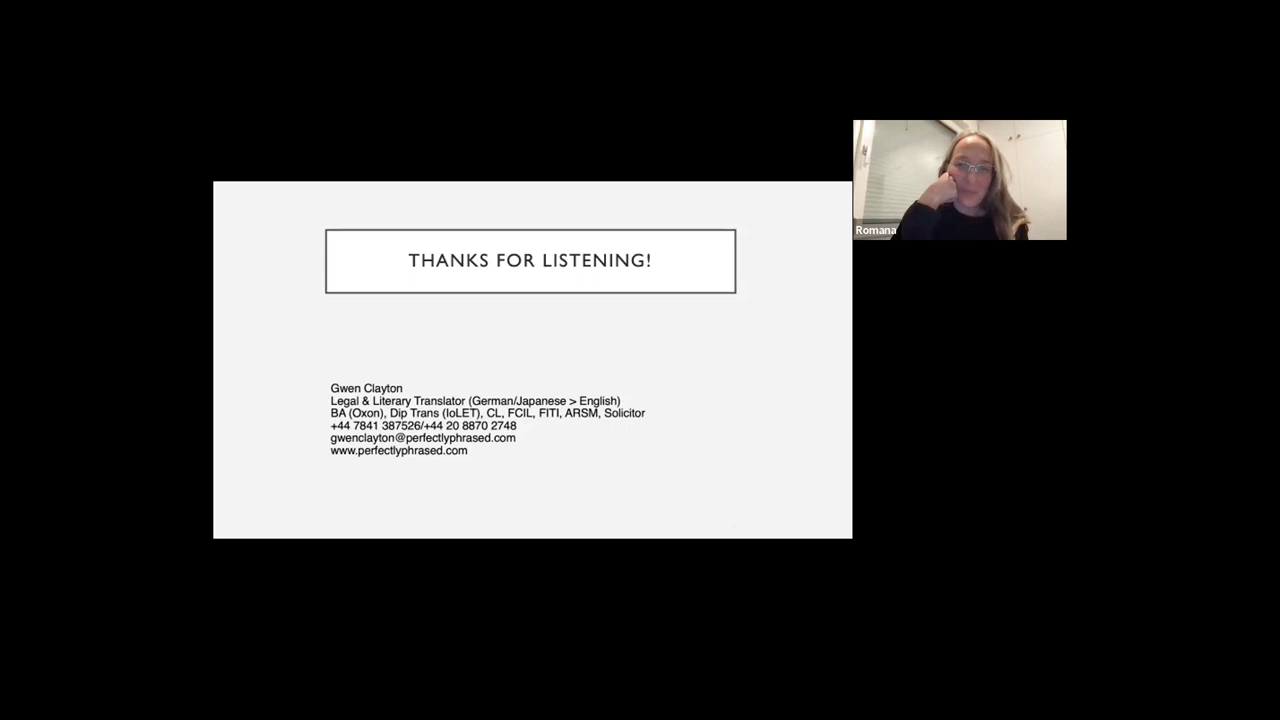 THANKS FOR LISTENING!
Gwen Clayton
Legal & Literary Translator (German/Japanese > English)
BA (Oxon), Dip Trans (IoLET), CL, FCIL, FITI, ARSM, Solicitor
+44 7841 387526/+44 20 8870 2748
gwenclayton@perfectlyphrased.com
www.perfectlyphrased.com
Romana